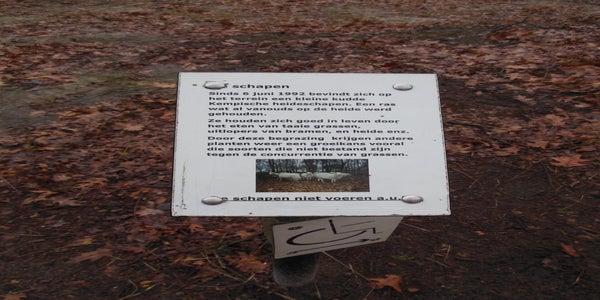 schapen
Sinds 6 juni 1992 bevindt zich op
het terrein een kleine kudde
Kempische heideschapen. Een ras
wat al vanouds op de heide werd
gehouden.
Ze houden zich goed in leven door
het eten van taaie grassen,
uitlopers van bramen, en heide enz.
Door deze begrazing krijgen andere
planten weer een groeikans vooral
die soorten die niet bestand zijn
tegen de concurrentie van grassen.
schapen niet voeren a.u.